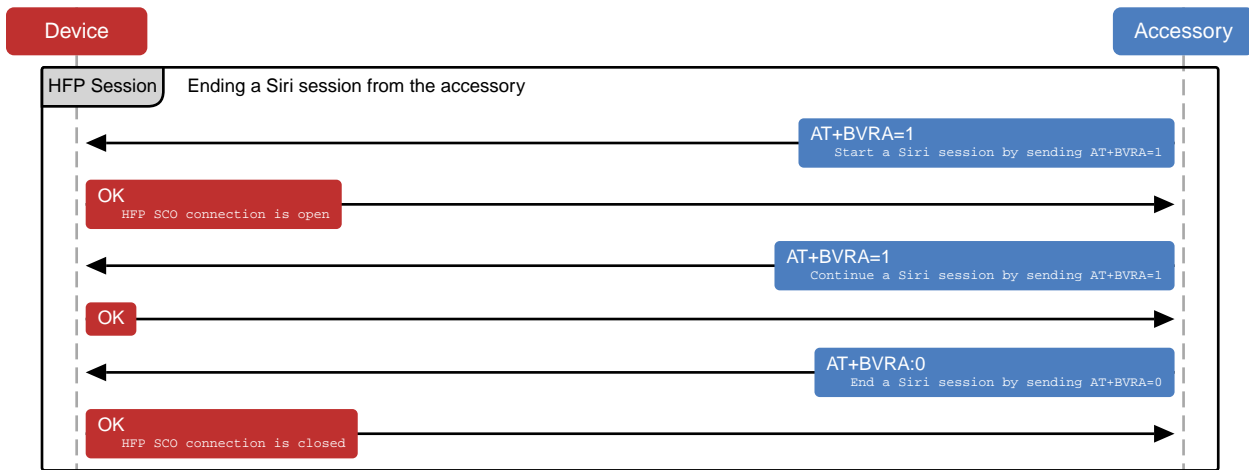 Device
Accessory
HFP Session
Ending a Siri session from the accessory
AT+BVRA=1
Start a Siri session by sending AT+BVRA=1
OK
HFP SCO connection is open
AT+BVRA=1
Continue a Siri session by sending AT+BVRA=1
OK
AT+BVRA:0
End a Siri session by sending AT+BVRA=0
OK
HFP SCO connection is closed